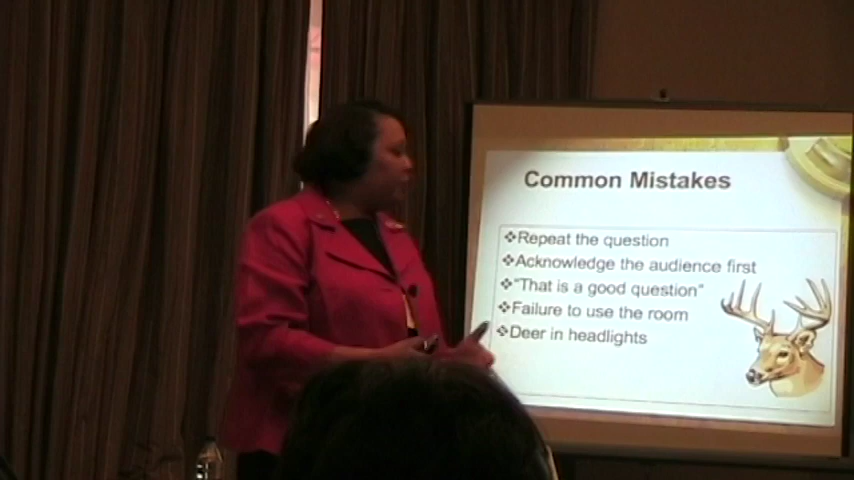 Common Mistakes
❖Repeat the question
❖Acknowledge the audience first
❖"That is a good question"
❖Failure to use the room
❖Deer in headlights